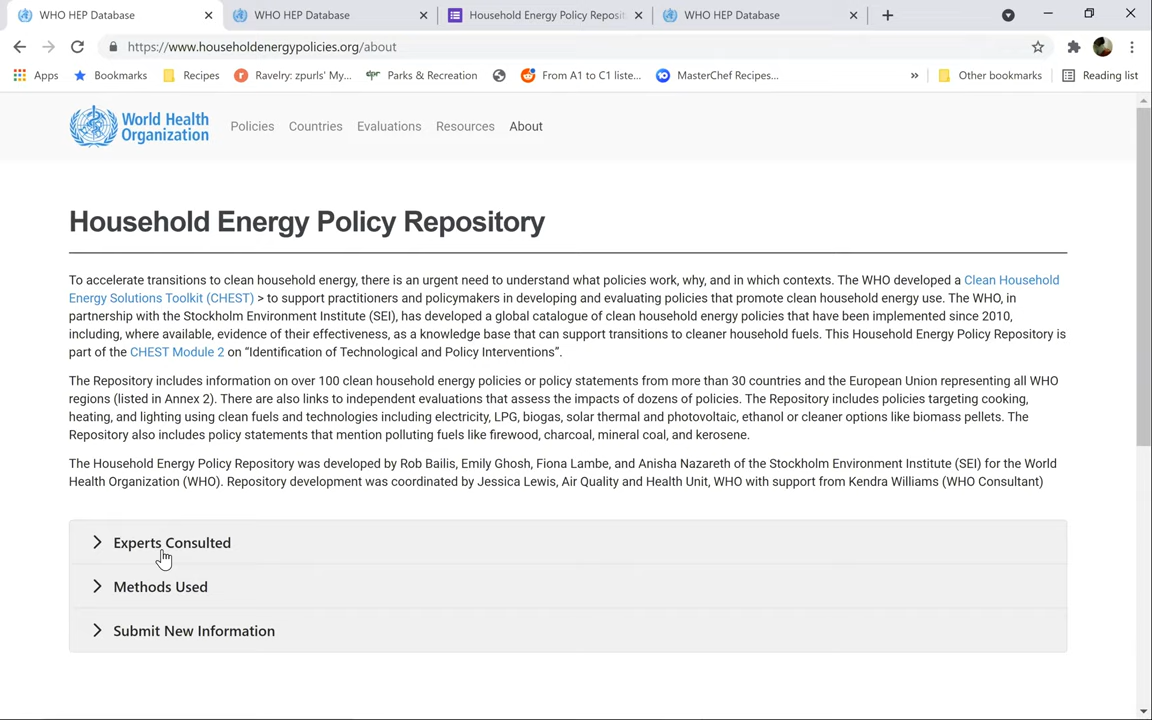 WHO HEP Database
WHO HEP Database
Household Energy Policy Reposit
WHO HEP Database
https://www.householdenergypolicies.org/about
Apps
Bookmarks
Recipes
Ravelry: zpurls' My...
dpr Parks & Recreation
From A1 to C1 liste...
10 MasterChef Recipes...
»
Other bookmarks
Reading list
World Health
Organization
Policies
Countries
Evaluations
Resources
About
Household Energy Policy Repository
To accelerate transitions to clean household energy, there is an urgent need to understand what policies work, why, and in which contexts. The WHO developed a Clean Household
Energy Solutions Toolkit (CHEST) > to support practitioners and policymakers in developing and evaluating policies that promote clean household energy use. The WHO, in
partnership with the Stockholm Environment Institute (SEI), has developed a global catalogue of clean household energy policies that have been implemented since 2010,
including, where available, evidence of their effectiveness, as a knowledge base that can support transitions to cleaner household fuels. This Household Energy Policy Repository is
part of the CHEST Module 2 on “Identification of Technological and Policy Interventions”.
The Repository includes information on over 100 clean household energy policies or policy statements from more than 30 countries and the European Union representing all WHO
regions (listed in Annex 2). There are also links to independent evaluations that assess the impacts of dozens of policies. The Repository includes policies targeting cooking,
heating, and lighting using clean fuels and technologies including electricity, LPG, biogas, solar thermal and photovoltaic, ethanol or cleaner options like biomass pellets. The
Repository also includes policy statements that mention polluting fuels like firewood, charcoal, mineral coal, and kerosene.
The Household Energy Policy Repository was developed by Rob Bailis, Emily Ghosh, Fiona Lambe, and Anisha Nazareth of the Stockholm Environment Institute (SEI) for the World
Health Organization (WHO). Repository development was coordinated by Jessica Lewis, Air Quality and Health Unit, WHO with support from Kendra Williams (WHO Consultant)
Experts Consulted
Methods Used
Submit New Information